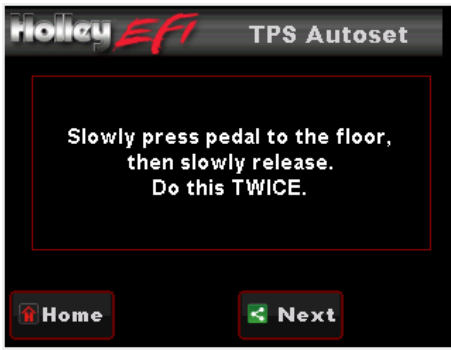 Holley EFI
TPS Autoset
Slowly press pedal to the floor,
then slowly release.
Do this TWICE.
Home
Next